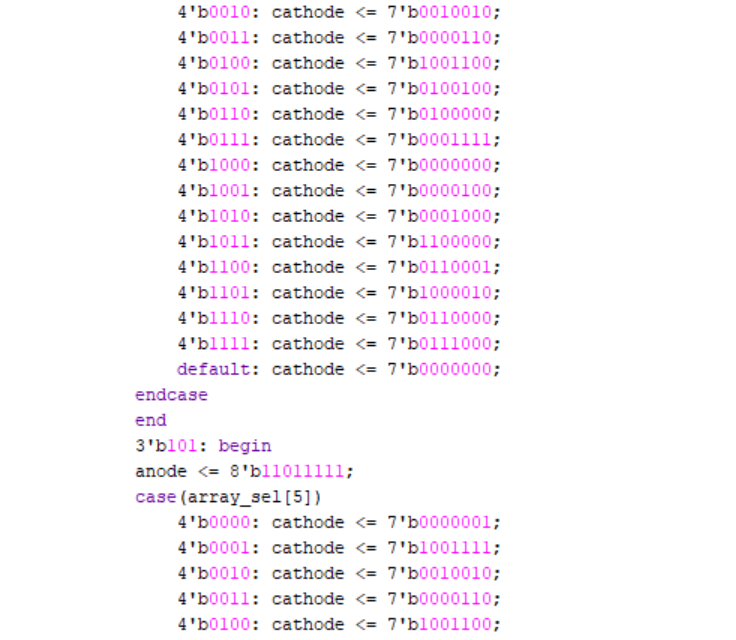 4'b0010: cathode <= 7'b0010010;
4'b0011: cathode <= 7'b0000110;
4'b0100: cathode <= 7'b1001100;
4'b0101: cathode <= 7'b0100100;
4'b0110: cathode <= 7'b0100000;
4'b0111: cathode <= 7'b0001111;
4'b1000: cathode <= 7'b0000000;
4'b1001: cathode <= 7'b0000100;
4'b1010: cathode <= 7'b0001000;
4'b1011: cathode <= 7'b1100000;
4'b1100: cathode <= 7'b0110001;
4'b1101: cathode <= 7'b1000010;
4'b1110: cathode <= 7'b0110000;
4'b1111: cathode <= 7'b0111000;
default: cathode <= 7'b0000000;
endcase
end
3'b101: begin
anode <= 8'b11011111;
case(array_sel[5])
4'b0000: cathode <= 7'b0000001;
4'b0001: cathode <= 7'b1001111;
4'b0010: cathode <= 7'b0010010;
4'b0011: cathode <= 7'b0000110;
4'b0100: cathode <= 7'b1001100;